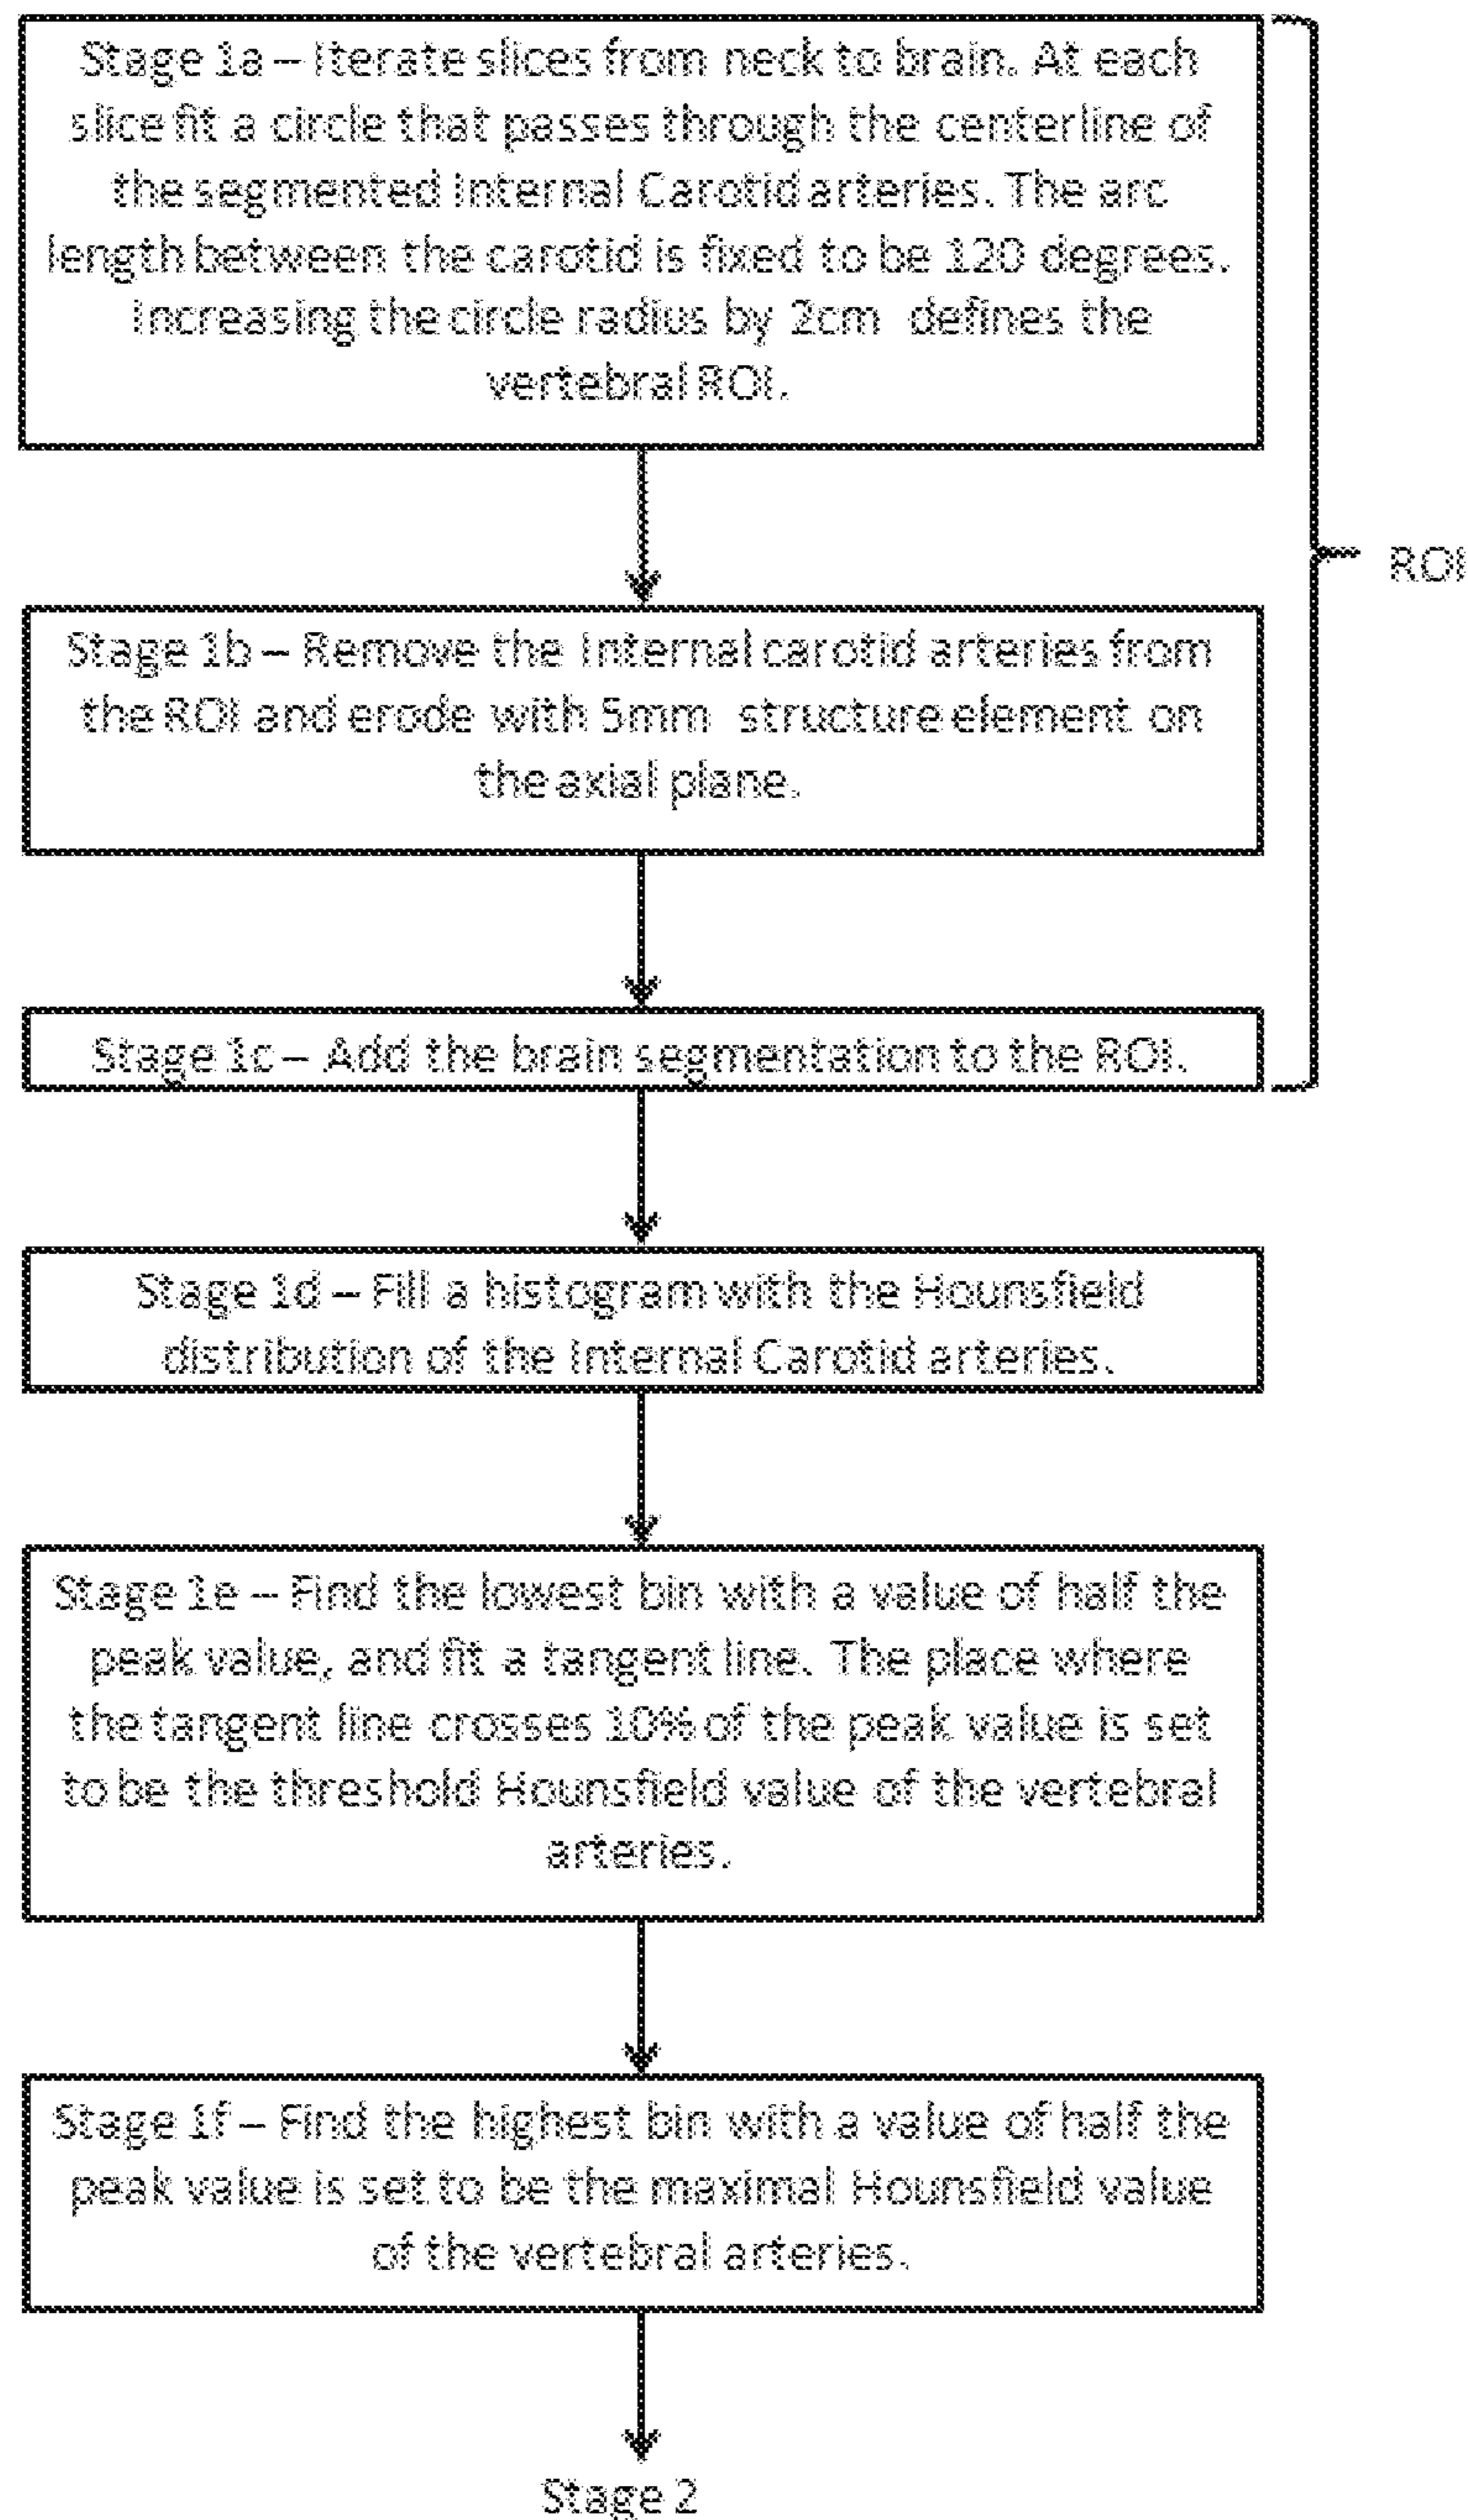 Stage 1a – Iterate slices from neck to brain. At each
slice fit a circle that passes through the centerline of
the segmented Internal Carotid arteries. The arc
length between the carotid is fixed to be 120 degrees.
Increasing the circle radius by 2cm defines the
vertebral ROI.
ROI
Stage 1b – Remove the Internal carotid arteries from
the ROI and erode with 5mm structure element on
the axial plane.
Stage 1c – Add the brain segmentation to the ROI.
Stage 1d – Fill a histogram with the Hounsfield
distribution of the Internal Carotid arteries.
Stage 1e – Find the lowest bin with a value of half the
peak value, and fit a tangent line. The place where
the tangent line crosses 10% of the peak value is set
to be the threshold Hounsfield value of the vertebral
arteries.
Stage 1f – Find the highest bin with a value of half the
peak value is set to be the maximal Hounsfield value
of the vertebral arteries.
Stage 2